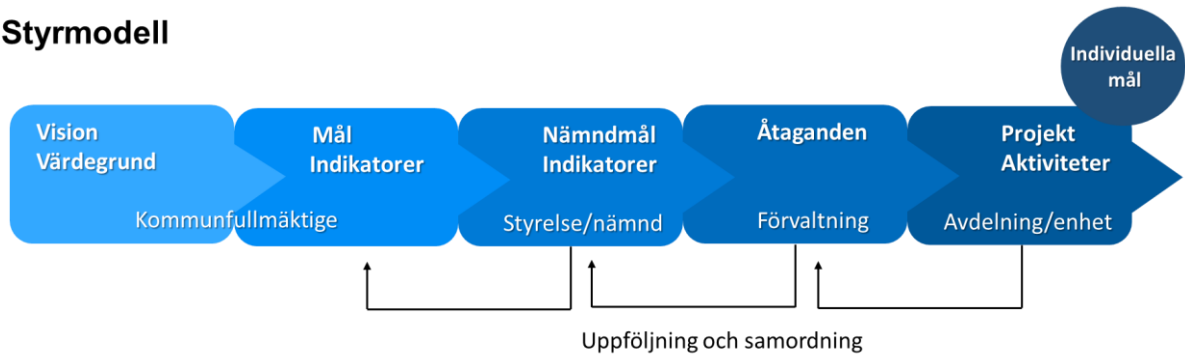 Styrmodell
Individuella
mål
Vision
Värdegrund
Mål
Indikatorer
Kommunfullmäktige
Nämndmål
Indikatorer
Styrelse/nämnd
Åtaganden
Förvaltning
Projekt
Aktiviteter
Avdelning/enhet
Uppföljning och samordning